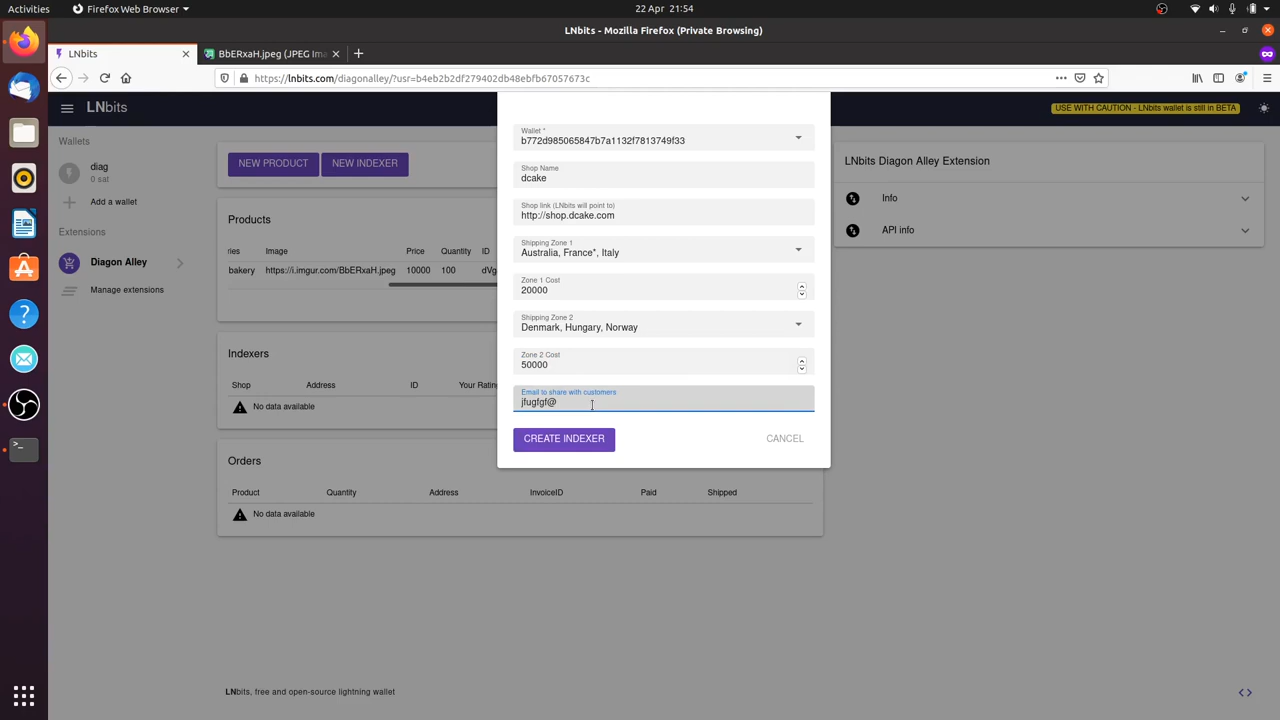 Activities
Firefox Web Browser
22 Apr 21:54
LNbits - Mozilla Firefox (Private Browsing)
LNbits
BbERxaH.jpeg (JPEG Ima
https://lnbits.com/diagonalley/?usr=b4eb2b2df279402db48ebfb67057673c
LNbits
USE WITH CAUTION - LNbits wallet is still in BETA
Wallets
diag
0 sat
Add a wallet
Extensions
Diagon Alley
Manage extensions
NEW PRODUCT
NEW INDEXER
Products
ries Image Price Quantity ID
bakery https://i.imgur.com/BbERxaH.jpeg 10000 100 dVg
Indexers
Shop Address ID Your Rating
No data available
Orders
Product Quantity Address InvoiceID Paid Shipped
No data available
Wallet *
b772d985065847b7a1132f7813749f33
Shop Name
dcake
Shop link (LNbits will point to)
http://shop.dcake.com
Shipping Zone 1
Australia, France*, Italy
Zone 1 Cost
20000
Shipping Zone 2
Denmark, Hungary, Norway
Zone 2 Cost
50000
Email to share with customers
jfugfgf@
CREATE INDEXER
CANCEL
LNbits Diagon Alley Extension
Info
API info
LNbits, free and open-source lightning wallet